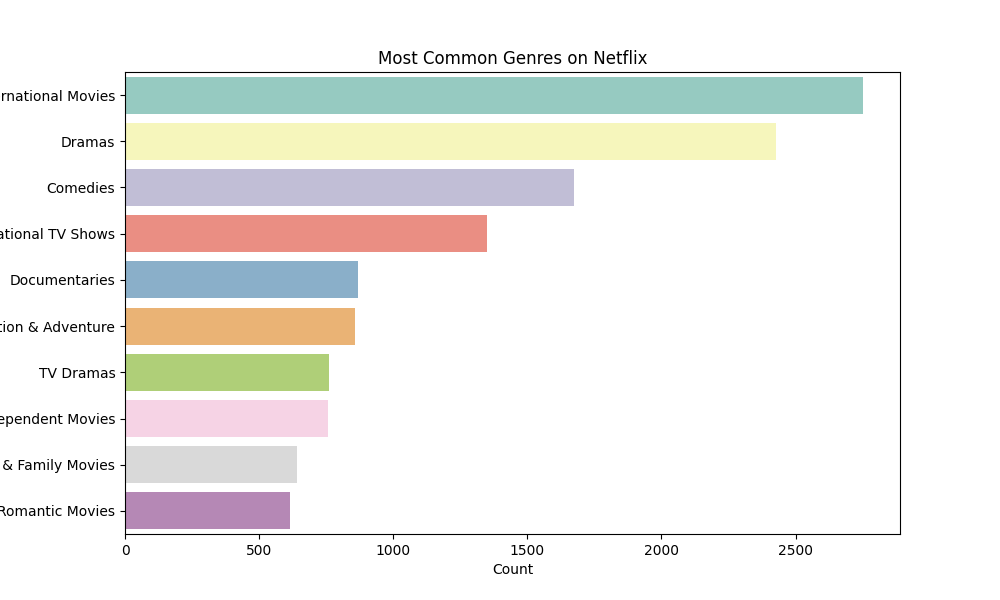 Most Common Genres on Netflix
rnational Movies
Dramas
Comedies
ational TV Shows
Documentaries
tion & Adventure
TV Dramas
ependent Movies
& Family Movies
Romantic Movies
0 500 1000 1500 2000 2500
Count